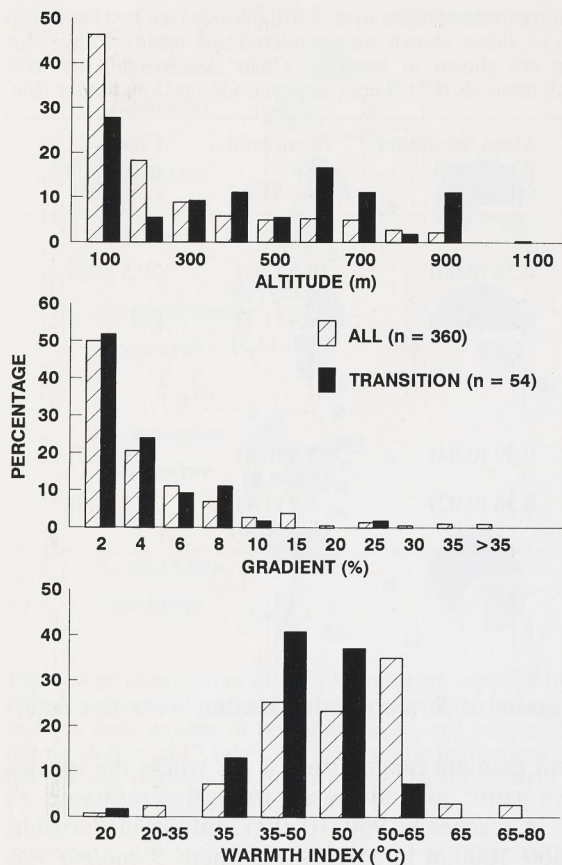 50
40
30
20
10
0
100 300 500 700 900 1100
ALTITUDE (m)
PERCENTAGE
60
50
40
30
20
10
0
ALL (n = 360)
TRANSITION (n = 54)
2 4 6 8 10 15 20 25 30 35 >35
GRADIENT (%)
50
40
30
20
10
0
20 20-35 35 35-50 50 50-65 65 65-80
WARMTH INDEX (°C)